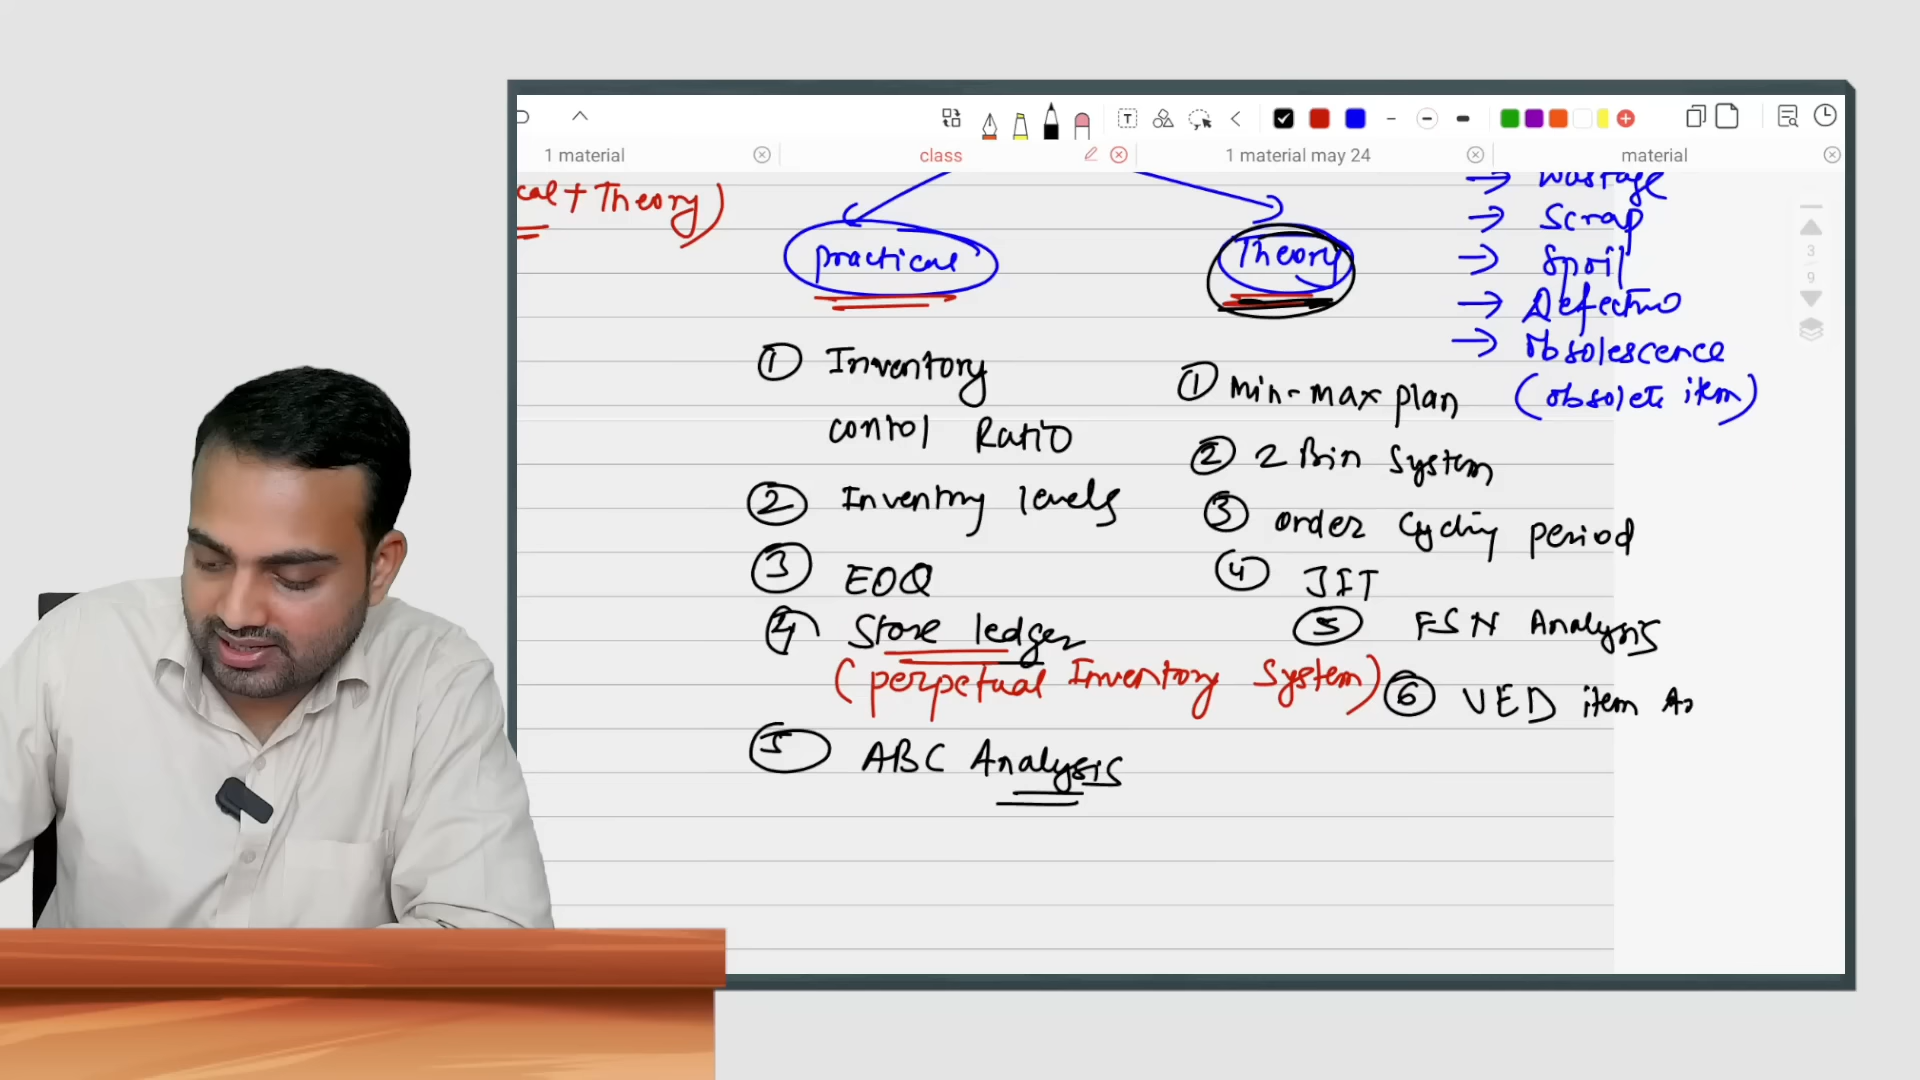 1 material
class
1 material may 24
material
cal + Theory)
practical
Theory
→ Wastage
→ Scrap
→ Spoil
→ Defective
→ Obsolescence
(obsolete item)
① Inventory
control Ratio
② Inventory levels
③ EOQ
④ Store ledger
(perpetual Inventory System)
⑤ ABC Analysis
① Min-max plan
② 2 Bin System
③ order cycling period
④ JIT
⑤ FSN Analysis
⑥ VED item
T
3
9